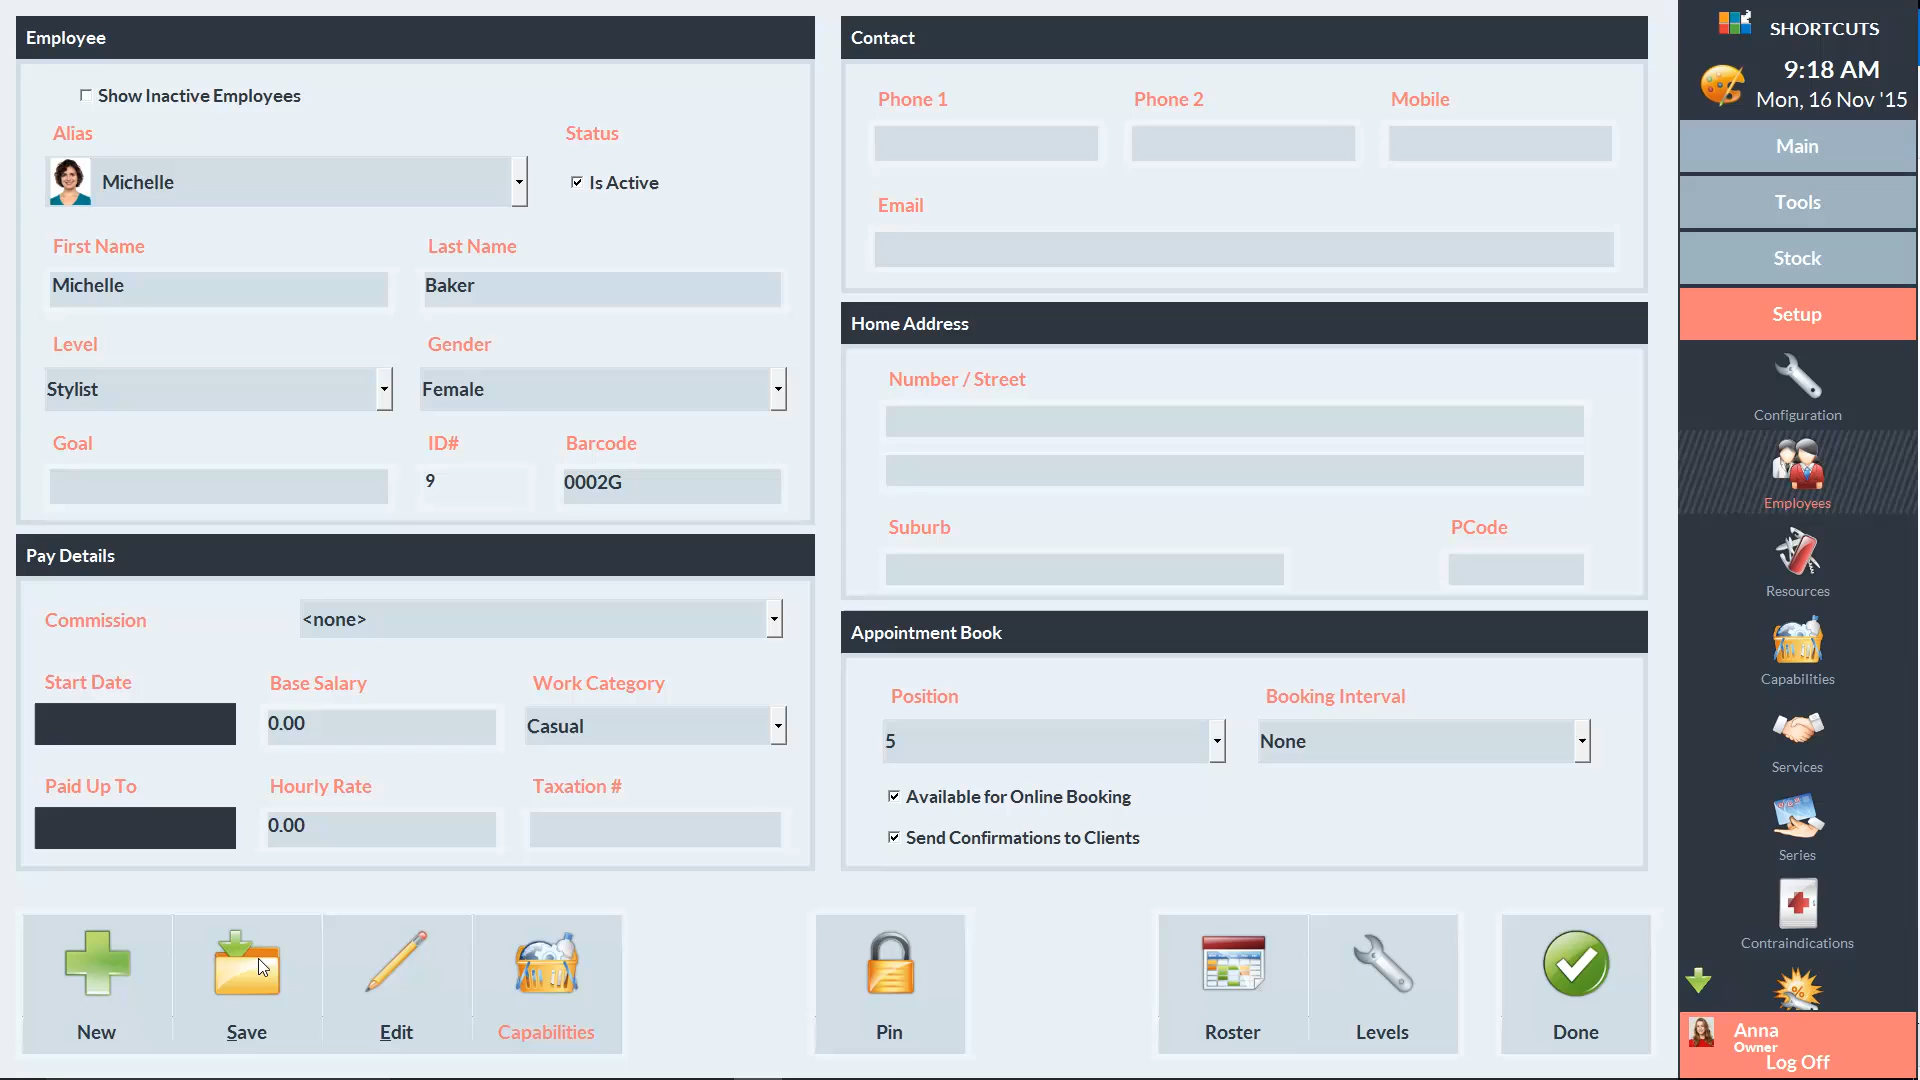 Employee
Show Inactive Employees
Alias
Status
Michelle
Is Active
First Name
Last Name
Michelle
Baker
Level
Gender
Stylist
Female
Goal
ID#
Barcode
9
0002G
Pay Details
Commission
<none>
Start Date
Base Salary
Work Category
0.00
Casual
Paid Up To
Hourly Rate
Taxation #
0.00
Contact
Phone 1
Phone 2
Mobile
Email
Home Address
Number / Street
Suburb
PCode
Appointment Book
Position
Booking Interval
5
None
Available for Online Booking
Send Confirmations to Clients
New
Save
Edit
Capabilities
Pin
Roster
Levels
Done
SHORTCUTS
9:18 AM
Mon, 16 Nov '15
Main
Tools
Stock
Setup
Configuration
Employees
Resources
Capabilities
Services
Series
Contraindications
Anna
Owner
Log Off